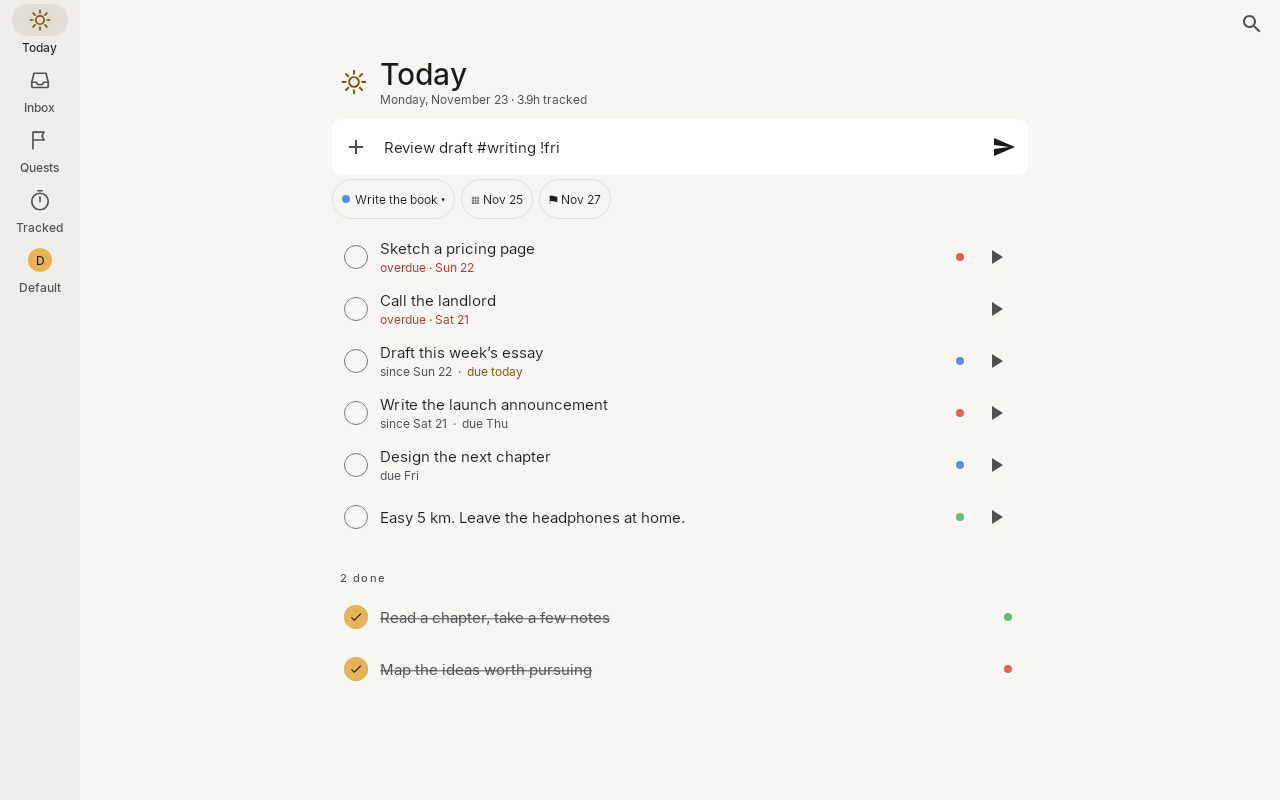 Today
Inbox
Quests
Tracked
D
Default
Today
Monday, November 23 · 3.9h tracked
Review draft #writing !fri
Write the book
Nov 25
Nov 27
Sketch a pricing page
overdue · Sun 22
Call the landlord
overdue · Sat 21
Draft this week’s essay
since Sun 22 · due today
Write the launch announcement
since Sat 21 · due Thu
Design the next chapter
due Fri
Easy 5 km. Leave the headphones at home.
2 done
Read a chapter, take a few notes
Map the ideas worth pursuing